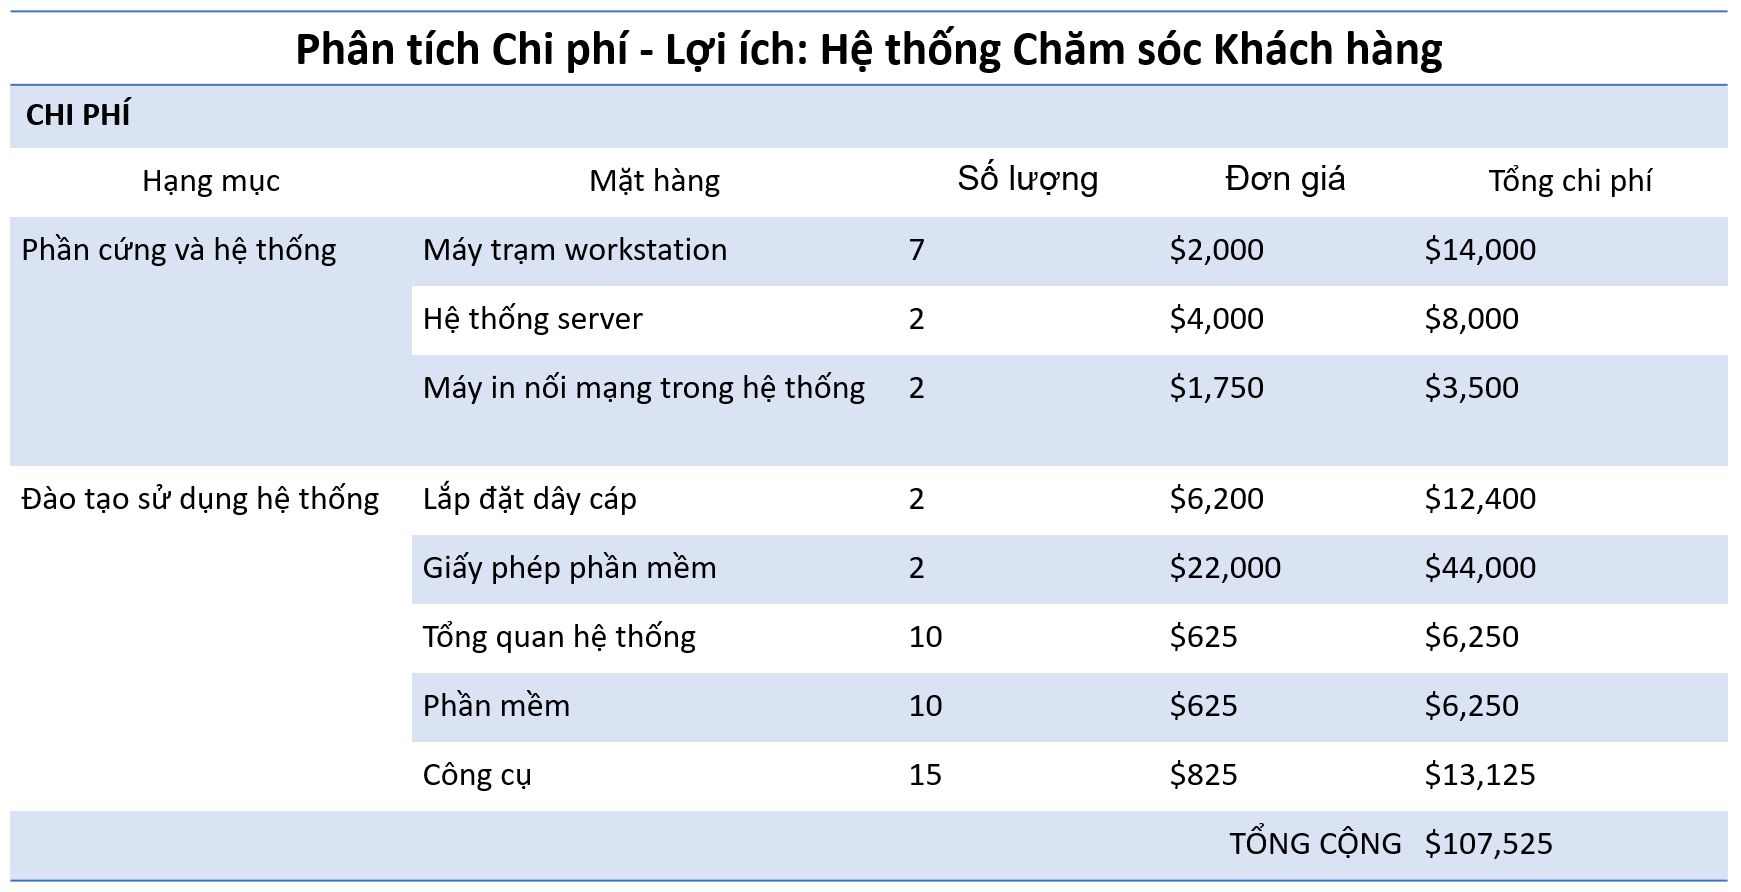 Phân tích Chi phí - Lợi ích: Hệ thống Chăm sóc Khách hàng
CHI PHÍ
Hạng mục Mặt hàng Số lượng Đơn giá Tổng chi phí
Phần cứng và hệ thống Máy trạm workstation 7 $2,000 $14,000
Hệ thống server 2 $4,000 $8,000
Máy in nối mạng trong hệ thống 2 $1,750 $3,500
Đào tạo sử dụng hệ thống Lắp đặt dây cáp 2 $6,200 $12,400
Giấy phép phần mềm 2 $22,000 $44,000
Tổng quan hệ thống 10 $625 $6,250
Phần mềm 10 $625 $6,250
Công cụ 15 $825 $13,125
TỔNG CỘNG $107,525